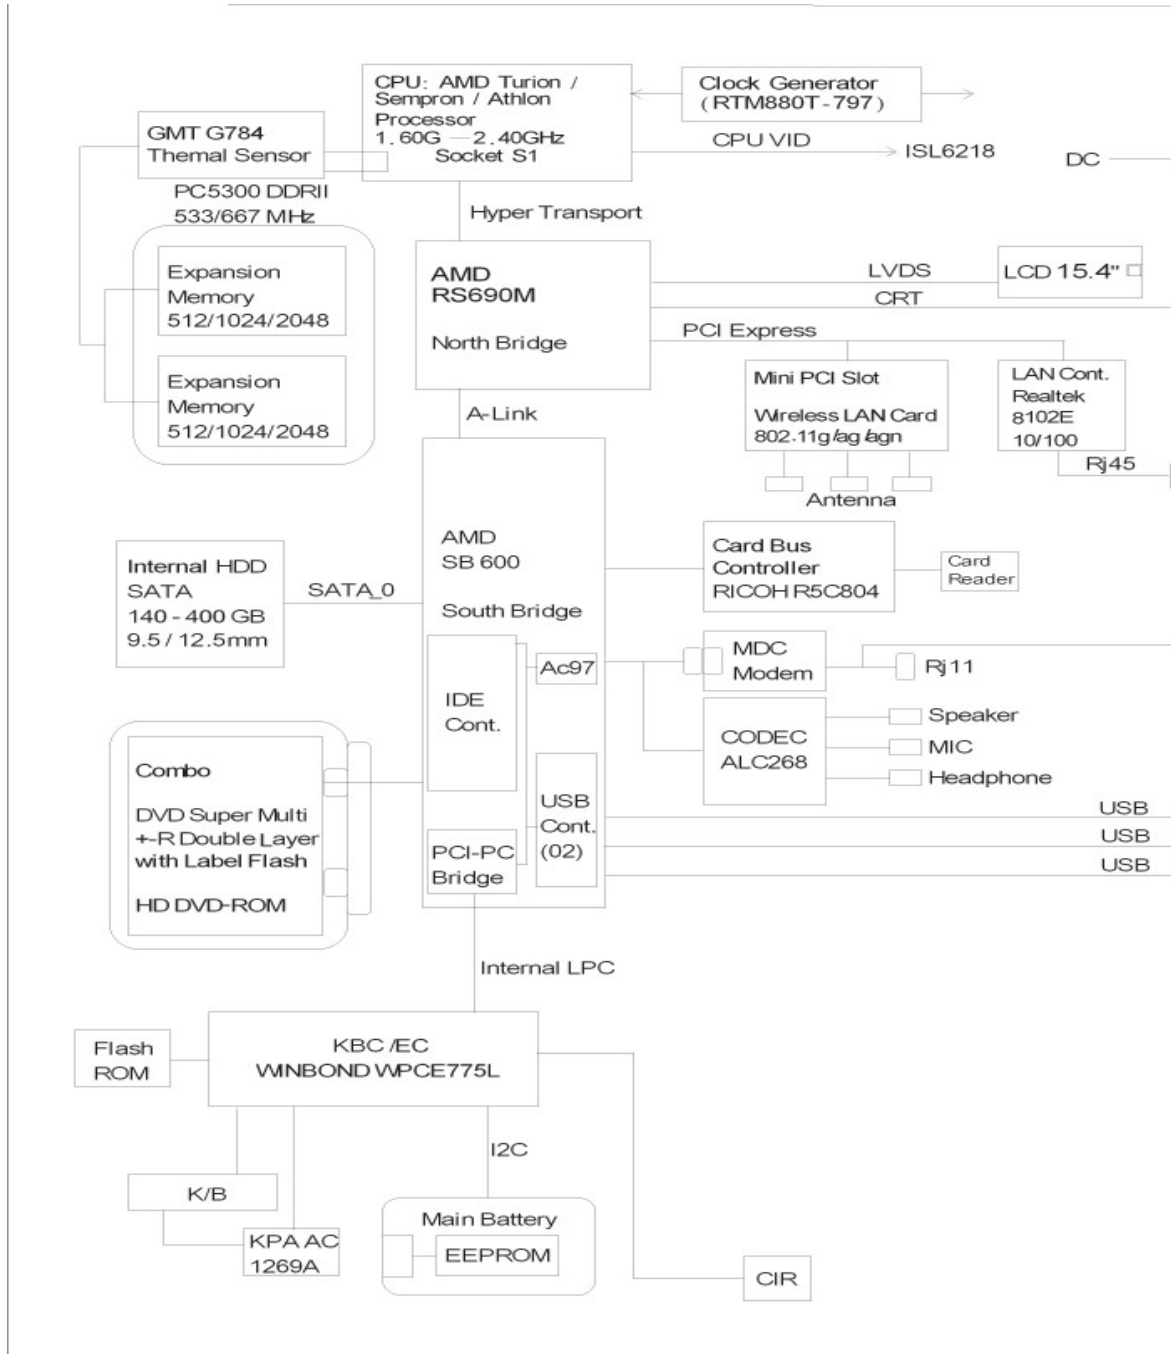 CPU: AMD Turion /
Sempron / Athlon
Processor
1.60G — 2.40GHz
Socket S1
Clock Generator
(RTM880T-797)
GMT G784
Themal Sensor
CPU VID
ISL6218
DC
PC5300 DDRII
533/667 MHz
Hyper Transport
Expansion
Memory
512/1024/2048
Expansion
Memory
512/1024/2048
AMD
RS690M
North Bridge
LVDS
LCD 15.4"
CRT
PCI Express
Mini PCI Slot
Wireless LAN Card
802.11g/ag/agn
LAN Cont.
Realtek
8102E
10/100
Rj45
Antenna
A-Link
AMD
SB 600
South Bridge
Internal HDD
SATA
140 - 400 GB
9.5 / 12.5mm
SATA_0
Card Bus
Controller
RICOH R5C804
Card
Reader
IDE
Cont.
Ac97
MDC
Modem
Rj11
CODEC
ALC268
Speaker
MIC
Headphone
Combo
DVD Super Multi
+-R Double Layer
with Label Flash
HD DVD-ROM
USB
Cont.
(02)
PCI-PC
Bridge
USB
USB
USB
Internal LPC
Flash
ROM
KBC /EC
WINBOND WPCE775L
I2C
K/B
KPA AC
1269A
Main Battery
EEPROM
CIR